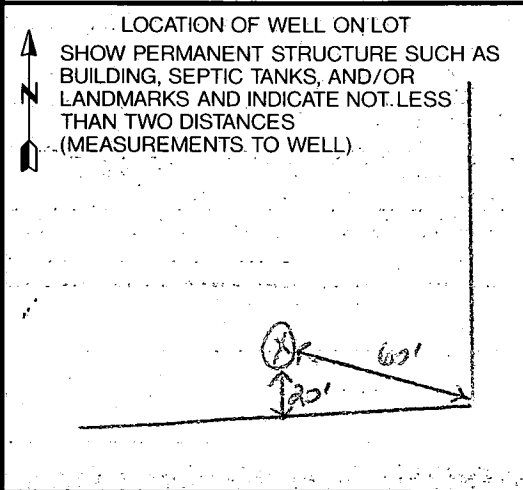 LOCATION OF WELL ON LOT
SHOW PERMANENT STRUCTURE SUCH AS
BUILDING, SEPTIC TANKS, AND/OR
N
LANDMARKS AND INDICATE NOT LESS
THAN TWO DISTANCES
(MEASUREMENTS TO WELL)
X
60'
20'